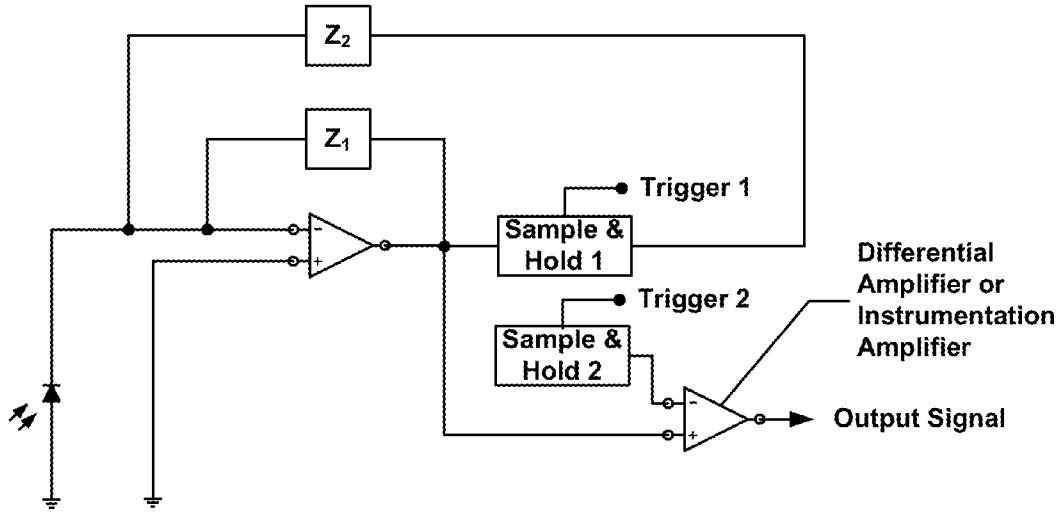 Z₂
Z₁
Trigger 1
Sample &
Hold 1
Differential
Amplifier or
Instrumentation
Amplifier
Trigger 2
Sample &
Hold 2
Output Signal